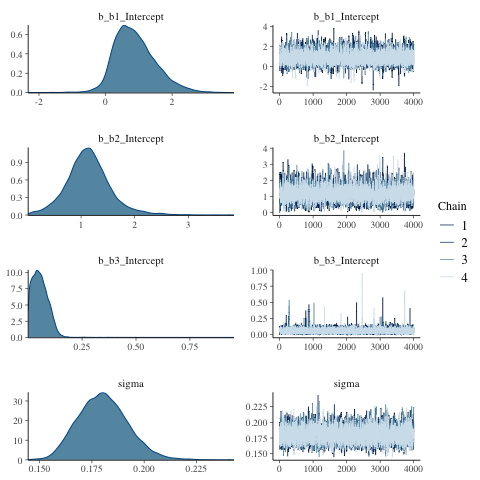 b_b1_Intercept
b_b1_Intercept
0.6
0.4
0.2
0.0
-2 0 2
4
2
0
-2
0 1000 2000 3000 4000
b_b2_Intercept
b_b2_Intercept
0.9
0.6
0.3
0.0
1 2 3
4
3
2
1
0
0 1000 2000 3000 4000
b_b3_Intercept
b_b3_Intercept
10.0
7.5
5.0
2.5
0.0
0.25 0.50 0.75
1.00
0.75
0.50
0.25
0.00
0 1000 2000 3000 4000
sigma
sigma
30
20
10
0
0.150 0.175 0.200 0.225
0.225
0.200
0.175
0.150
0 1000 2000 3000 4000
Chain
1
2
3
4